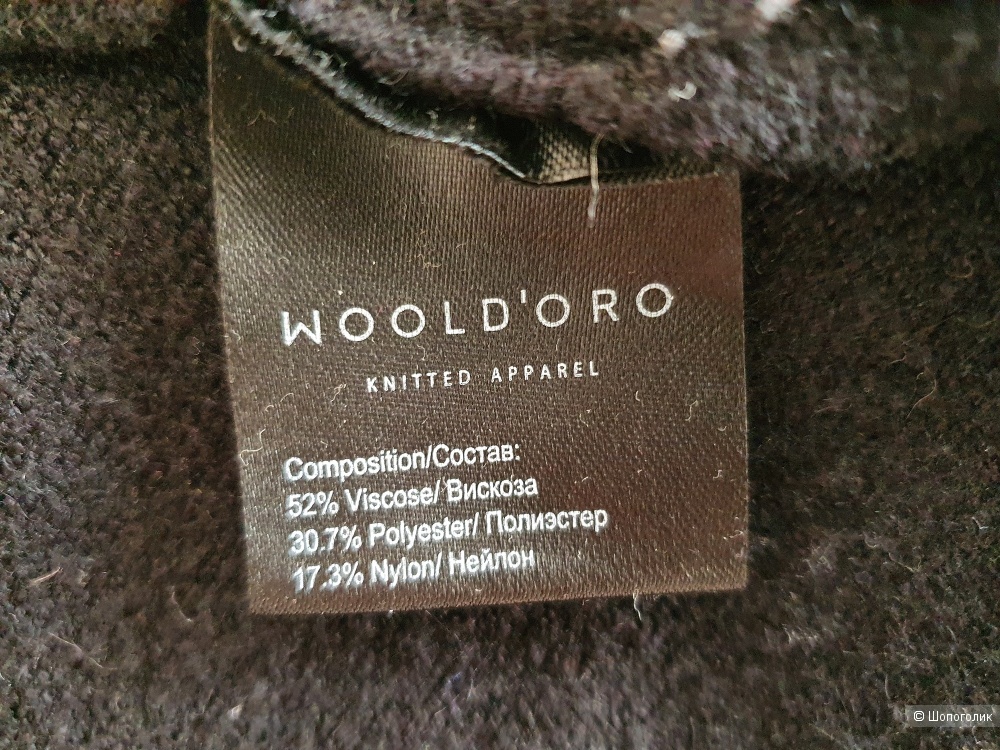 WOOLD'ORO
KNITTED APPAREL
Composition/Состав:
52% Viscose/ Вискоза
30.7% Polyester/ Полиэстер
17.3% Nylon/ Нейлон
© Шопоголик